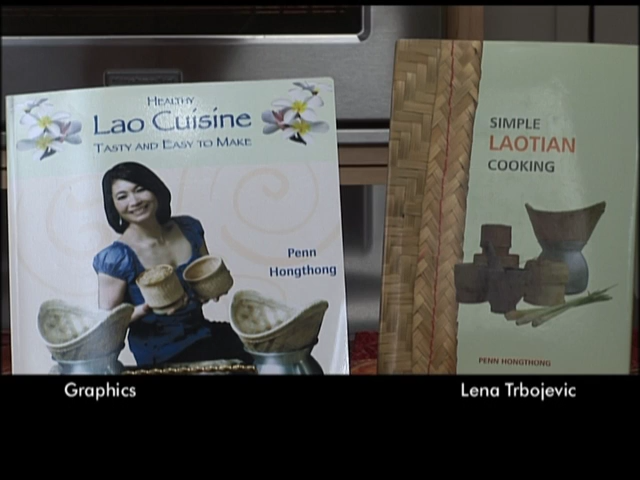 Healthy
Lao Cuisine
Tasty and Easy to Make
Penn
Hongthong
SIMPLE
LAOTIAN
COOKING
PENN HONGTHONG
Graphics
Lena Trbojevic